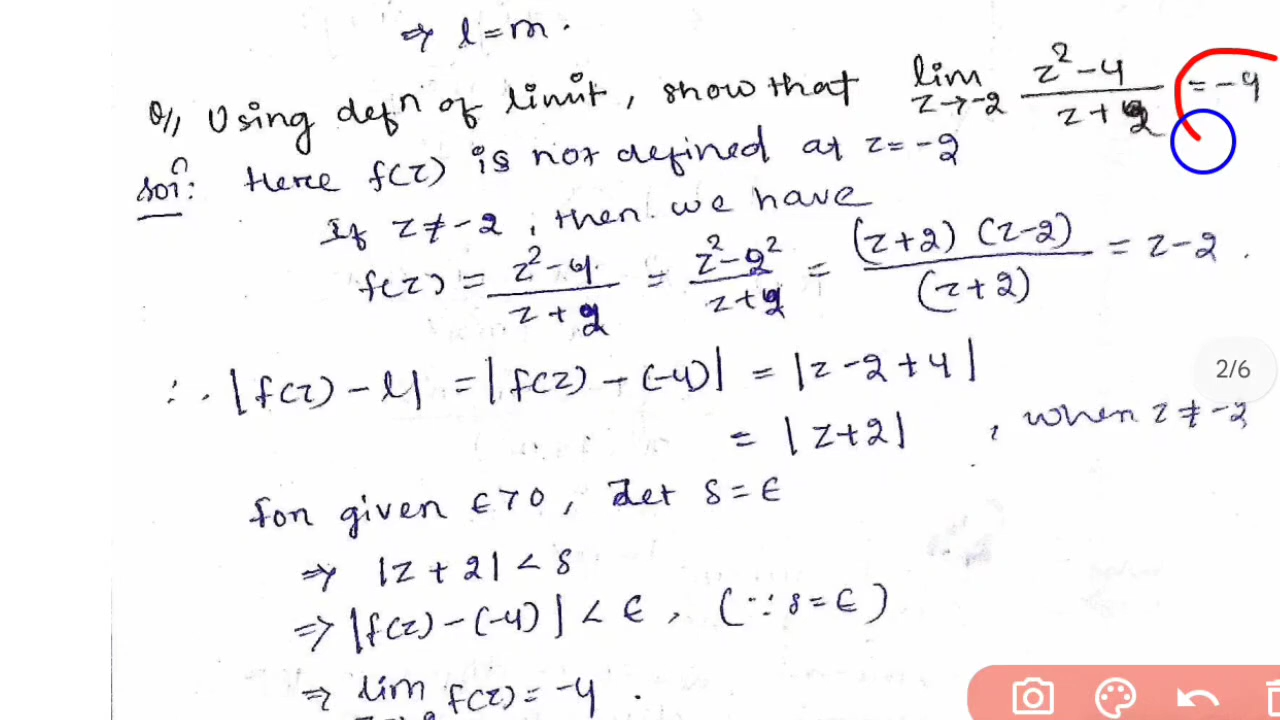 ⇒ l = m.
Q// Using defn of limit, show that lim z→-2 z²-4 / z+2 = -4
Soln: Here f(z) is not defined at z = -2
If z ≠ -2, then we have
f(z) = z²-4 / z+2 = z²-2² / z+2 = (z+2) (z-2) / (z+2) = z-2.
∴ |f(z) - l| = |f(z) - (-4)| = |z-2+4|
= |z+2|, when z ≠ -2
2/6
for given ϵ>0, Let δ = ϵ
⇒ |z+2| < δ
⇒ |f(z) - (-4)| < ϵ, (∵ δ = ϵ)
⇒ lim f(z) = -4.